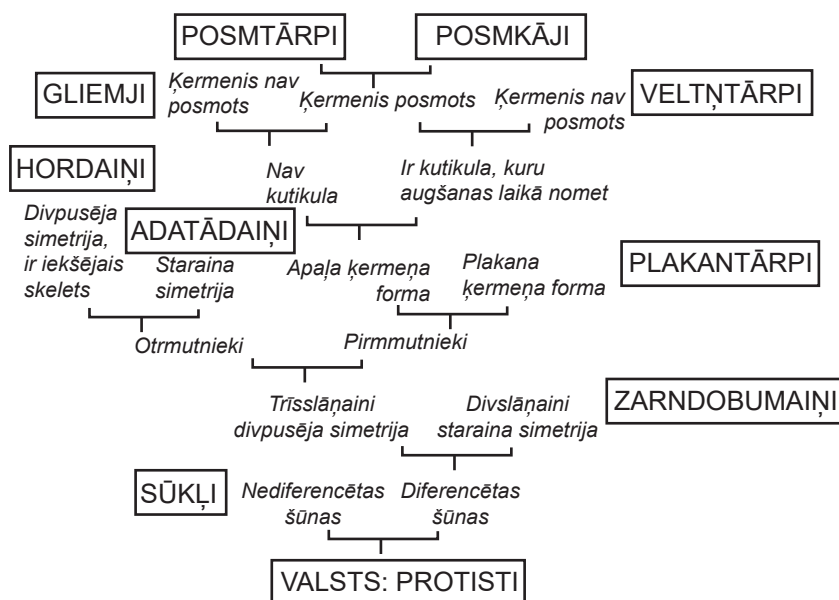 POSMTĀRPI
POSMKĀJI
GLIEMJI
Ķermenis nav
posmots
Ķermenis posmots
Ķermenis nav
posmots
VELTŅTĀRPI
HORDAIŅI
Nav
kutikula
Ir kutikula, kuru
augšanas laikā nomet
Divpusēja
simetrija,
ir iekšējais
skelets
ADATĀDAIŅI
Staraina
simetrija
Apaļa ķermeņa
forma
Plakana
ķermeņa forma
PLAKANTĀRPI
Otrmutnieki
Pirmmutnieki
Trīsslāņaini
divpusēja simetrija
Divslāņaini
staraina simetrija
ZARNDOBUMAIŅI
SŪKĻI
Nediferencētas
šūnas
Diferencētas
šūnas
VALSTS: PROTISTI